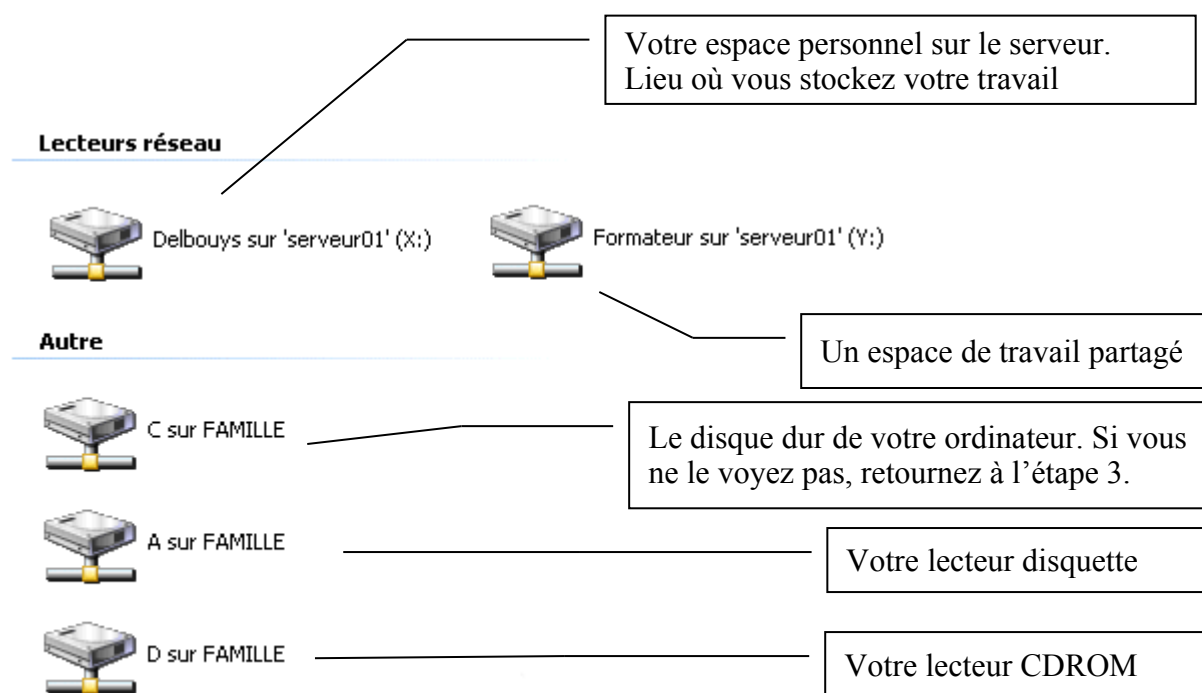 Votre espace personnel sur le serveur.
Lieu où vous stockez votre travail
Lecteurs réseau
Delbouys sur 'serveur01' (X:)
Formateur sur 'serveur01' (Y:)
Un espace de travail partagé
Autre
C sur FAMILLE
Le disque dur de votre ordinateur. Si vous
ne le voyez pas, retournez à l’étape 3.
A sur FAMILLE
Votre lecteur disquette
D sur FAMILLE
Votre lecteur CDROM